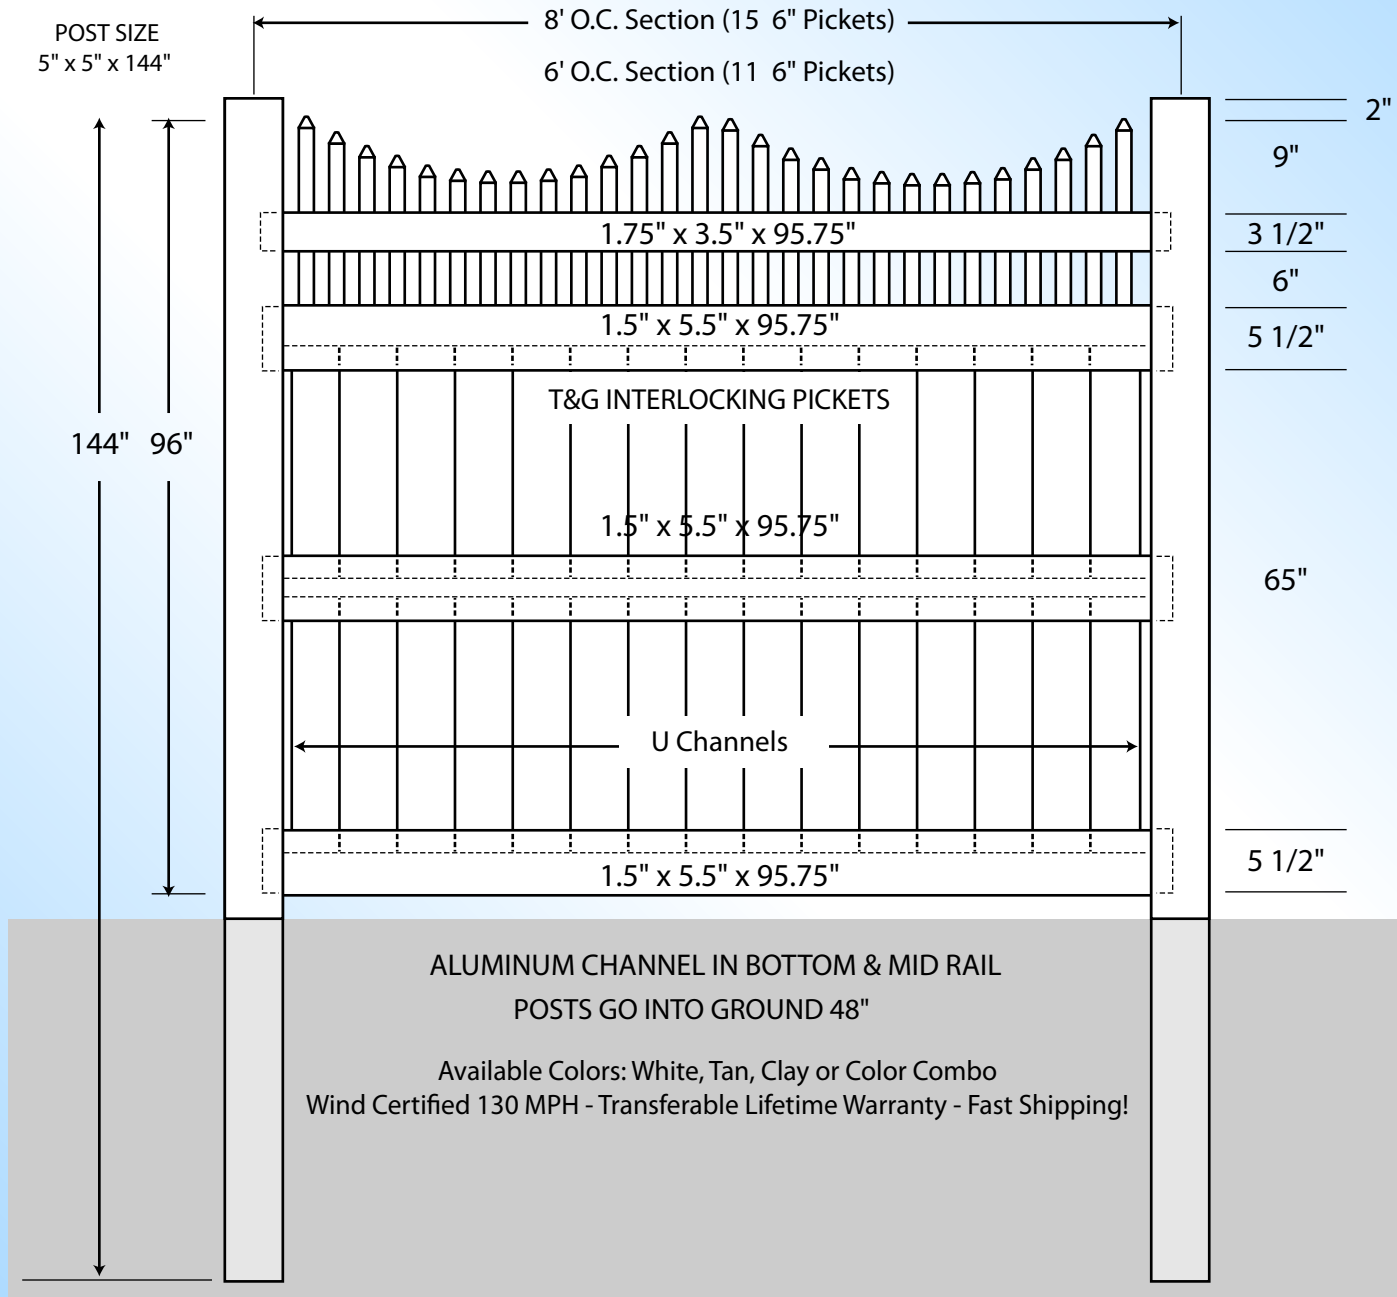 POST SIZE
5" x 5" x 144"
8' O.C. Section (15  6" Pickets)
6' O.C. Section (11  6" Pickets)
2"
9"
1.75" x 3.5" x 95.75"
3 1/2"
6"
1.5" x 5.5" x 95.75"
5 1/2"
T&G INTERLOCKING PICKETS
144"
96"
1.5" x 5.5" x 95.75"
65"
U Channels
1.5" x 5.5" x 95.75"
5 1/2"
ALUMINUM CHANNEL IN BOTTOM & MID RAIL
POSTS GO INTO GROUND 48"
Available Colors: White, Tan, Clay or Color Combo
Wind Certified 130 MPH - Transferable Lifetime Warranty - Fast Shipping!